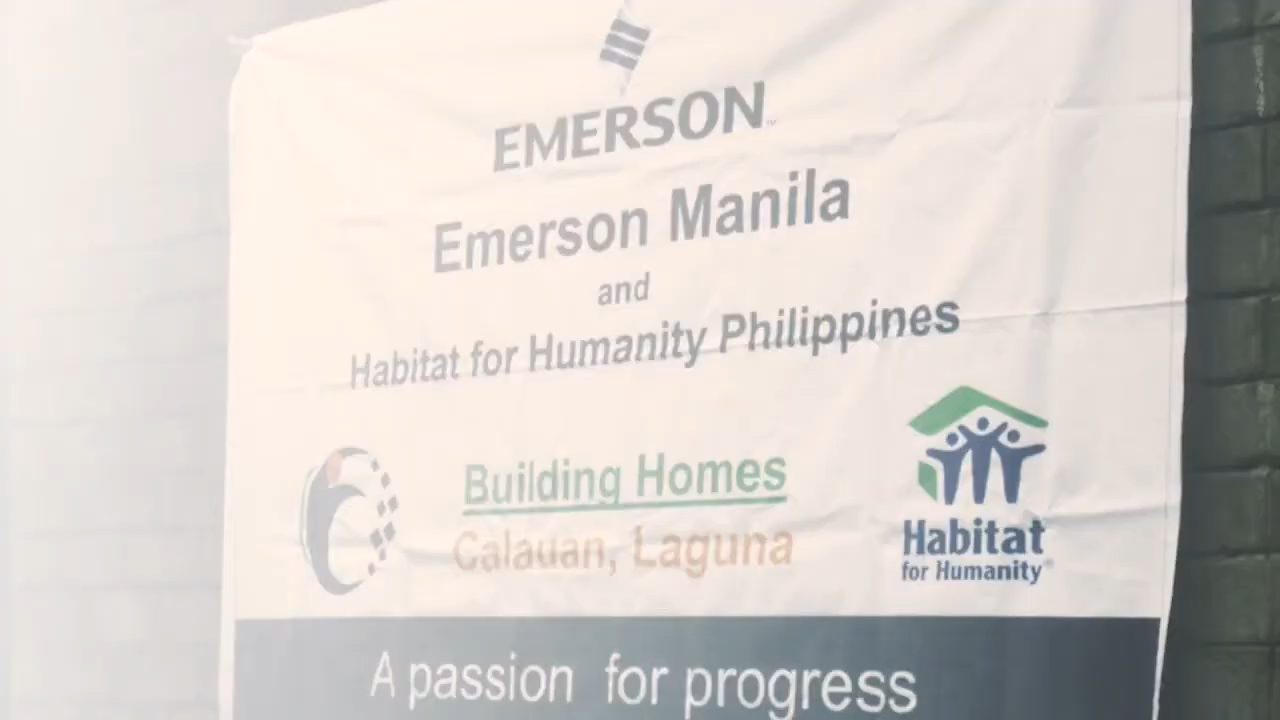 EMERSON
Emerson Manila
and
Habitat for Humanity Philippines
Building Homes
Calauan, Laguna
Habitat
for Humanity®
A passion for progress